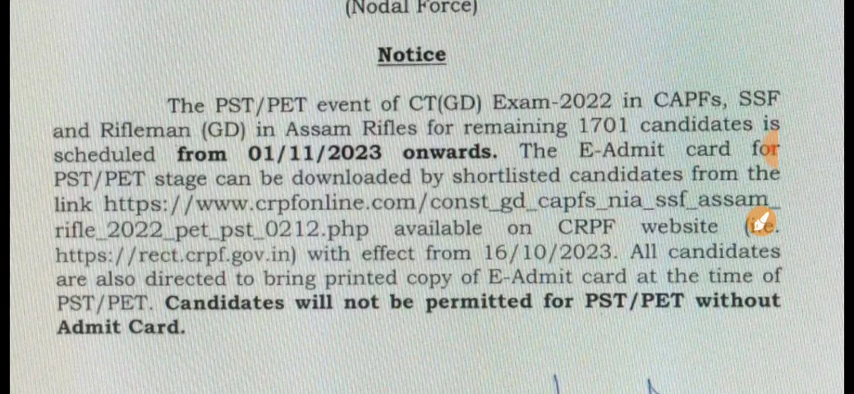 (Nodal Force)
Notice
The PST/PET event of CT(GD) Exam-2022 in CAPFs, SSF
and Rifleman (GD) in Assam Rifles for remaining 1701 candidates is
scheduled from 01/11/2023 onwards. The E-Admit card for
PST/PET stage can be downloaded by shortlisted candidates from the
link https://www.crpfonline.com/const_gd_capfs_nia_ssf_assam_
rifle_2022_pet_pst_0212.php available on CRPF website (i.e.
https://rect.crpf.gov.in) with effect from 16/10/2023. All candidates
are also directed to bring printed copy of E-Admit card at the time of
PST/PET. Candidates will not be permitted for PST/PET without
Admit Card.